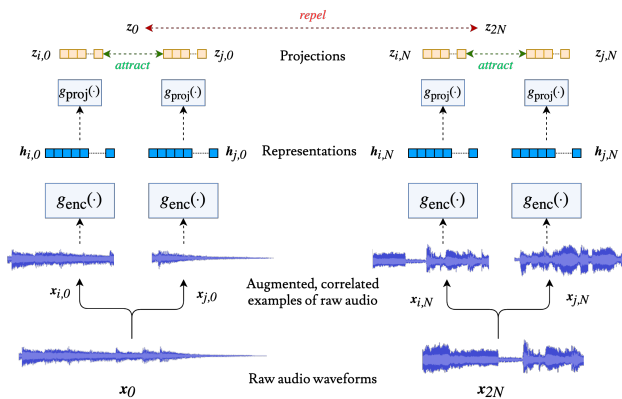 repel
z0 z2N
zi,0 attract zj,0 Projections zi,N attract zj,N
gproj(·) gproj(·) gproj(·) gproj(·)
hi,0 hj,0 Representations hi,N hj,N
genc(·) genc(·) genc(·) genc(·)
xi,0 xj,0 Augmented, correlated xi,N xj,N
examples of raw audio
x0 Raw audio waveforms x2N